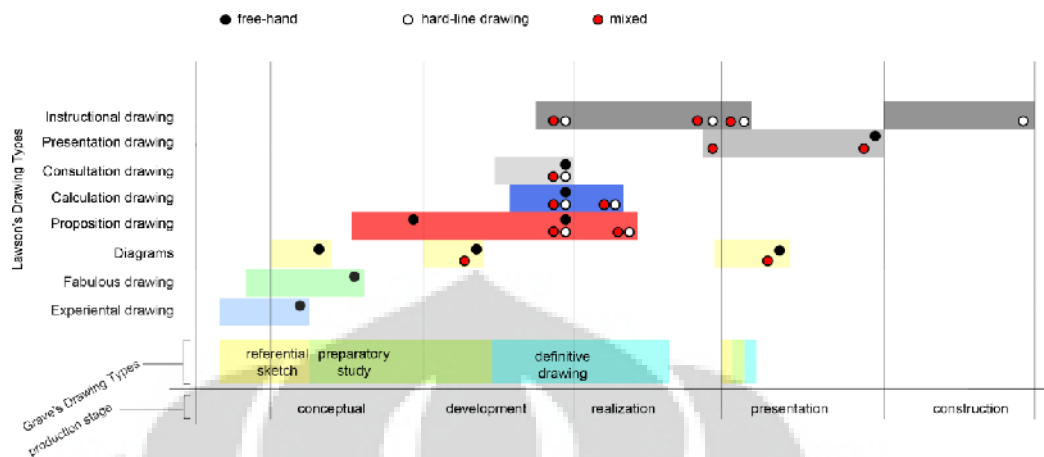 free-hand
hard-line drawing
mixed
Lawson's Drawing Types
Instructional drawing
Presentation drawing
Consultation drawing
Calculation drawing
Proposition drawing
Diagrams
Fabulous drawing
Experiental drawing
Grave's Drawing Types
referential sketch
preparatory study
definitive drawing
production stage
conceptual
development
realization
presentation
construction